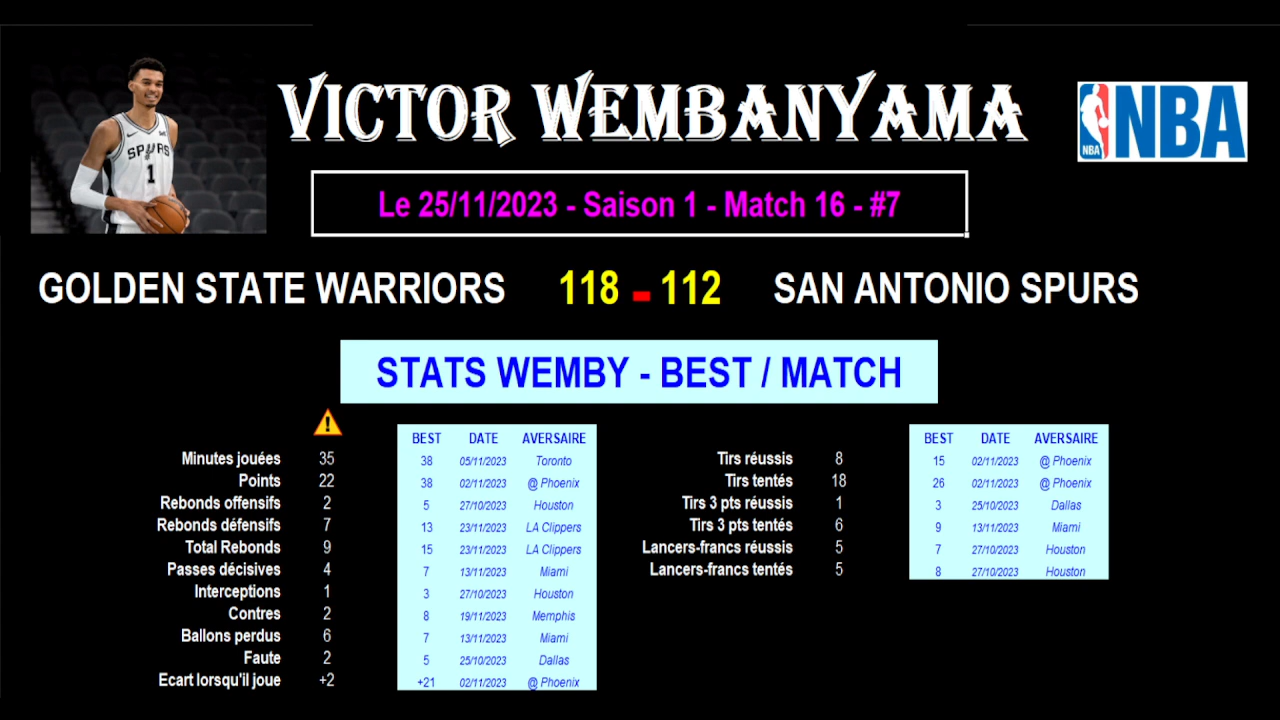 VICTOR WEMBANYAMA
SPURS
1
NBA
NBA
Le 25/11/2023 - Saison 1 - Match 16 - #7
GOLDEN STATE WARRIORS 118 - 112 SAN ANTONIO SPURS
STATS WEMBY - BEST / MATCH
BEST DATE AVERSAIRE
Minutes jouées 35 38 05/11/2023 Toronto
Points 22 38 02/11/2023 @ Phoenix
Rebonds offensifs 2 5 27/10/2023 Houston
Rebonds défensifs 7 13 23/11/2023 LA Clippers
Total Rebonds 9 15 23/11/2023 LA Clippers
Passes décisives 4 7 13/11/2023 Miami
Interceptions 1 3 27/10/2023 Houston
Contres 2 8 19/11/2023 Memphis
Ballons perdus 6 7 13/11/2023 Miami
Faute 2 5 25/10/2023 Dallas
Ecart lorsqu'il joue +2 +21 02/11/2023 @ Phoenix
BEST DATE AVERSAIRE
Tirs réussis 8 15 02/11/2023 @ Phoenix
Tirs tentés 18 26 02/11/2023 @ Phoenix
Tirs 3 pts réussis 1 3 25/10/2023 Dallas
Tirs 3 pts tentés 6 9 13/11/2023 Miami
Lancers-francs réussis 5 7 27/10/2023 Houston
Lancers-francs tentés 5 8 27/10/2023 Houston